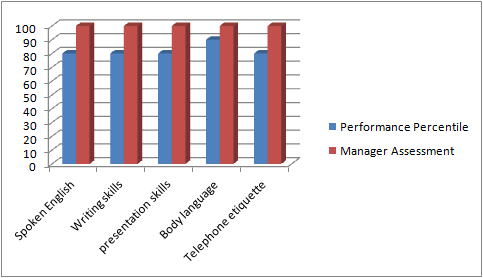 100
90
80
70
60
50
40
30
20
10
0
Spoken English
Writing skills
presentation skills
Body language
Telephone etiquette
Performance Percentile
Manager Assessment